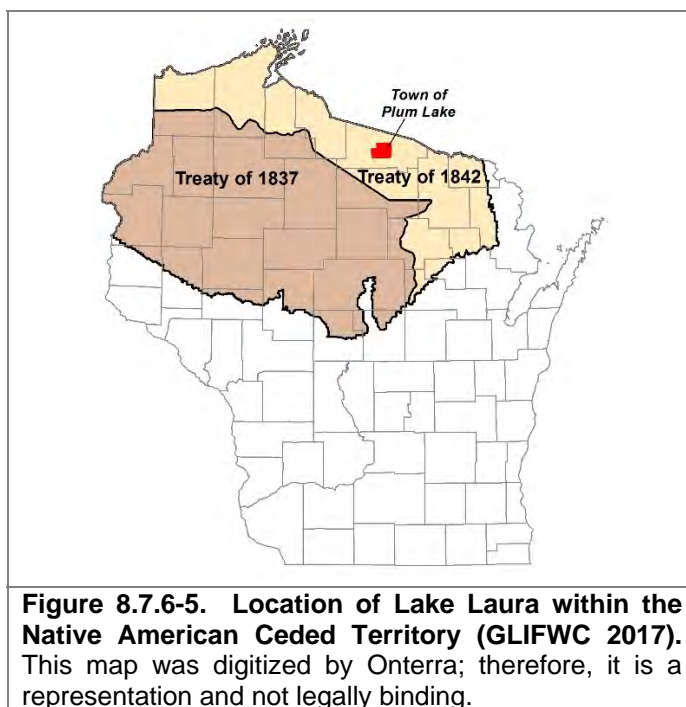 Town of
Plum Lake
Treaty of 1837
Treaty of 1842
Figure 8.7.6-5. Location of Lake Laura within the
Native American Ceded Territory (GLIFWC 2017).
This map was digitized by Onterra; therefore, it is a
representation and not legally binding.